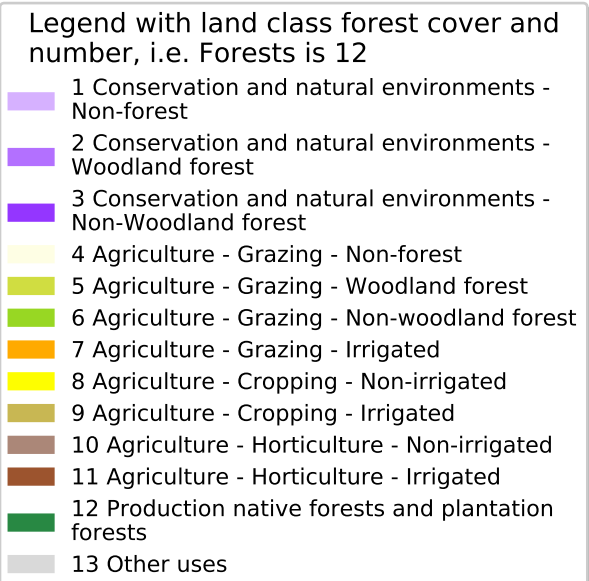 Legend with land class forest cover and
number, i.e. Forests is 12
1 Conservation and natural environments -
Non-forest
2 Conservation and natural environments -
Woodland forest
3 Conservation and natural environments -
Non-Woodland forest
4 Agriculture - Grazing - Non-forest
5 Agriculture - Grazing - Woodland forest
6 Agriculture - Grazing - Non-woodland forest
7 Agriculture - Grazing - Irrigated
8 Agriculture - Cropping - Non-irrigated
9 Agriculture - Cropping - Irrigated
10 Agriculture - Horticulture - Non-irrigated
11 Agriculture - Horticulture - Irrigated
12 Production native forests and plantation
forests
13 Other uses